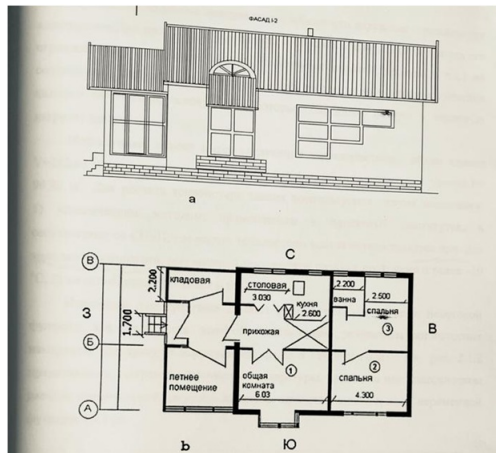 ФАСАД 1-2
а
С
В
кладовая
столовая
2.200
2.200
3.030
кухня
2.600
ванна
2.500
спальня
З
1.700
прихожая
3
В
Б
1
2
летнее
помещение
общая
комната
6.03
спальня
4.300
А
b
Ю